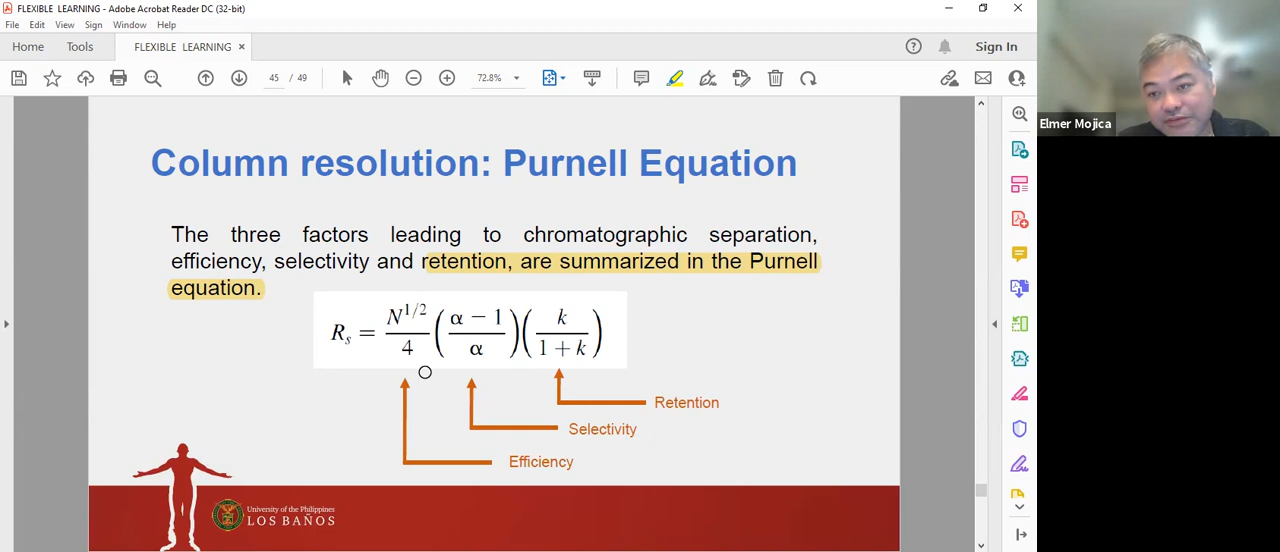 FLEXIBLE LEARNING - Adobe Acrobat Reader DC (32-bit)
File Edit View Sign Window Help
Home Tools FLEXIBLE LEARNING × Sign In
45 / 49 72.8%
Elmer Mojica
Column resolution: Purnell Equation
The three factors leading to chromatographic separation,
efficiency, selectivity and retention, are summarized in the Purnell
equation.
R_s = N^{1/2}/4 ((α − 1)/α) (k/(1 + k))
Retention
Selectivity
Efficiency
University of the Philippines
LOS BAÑOS